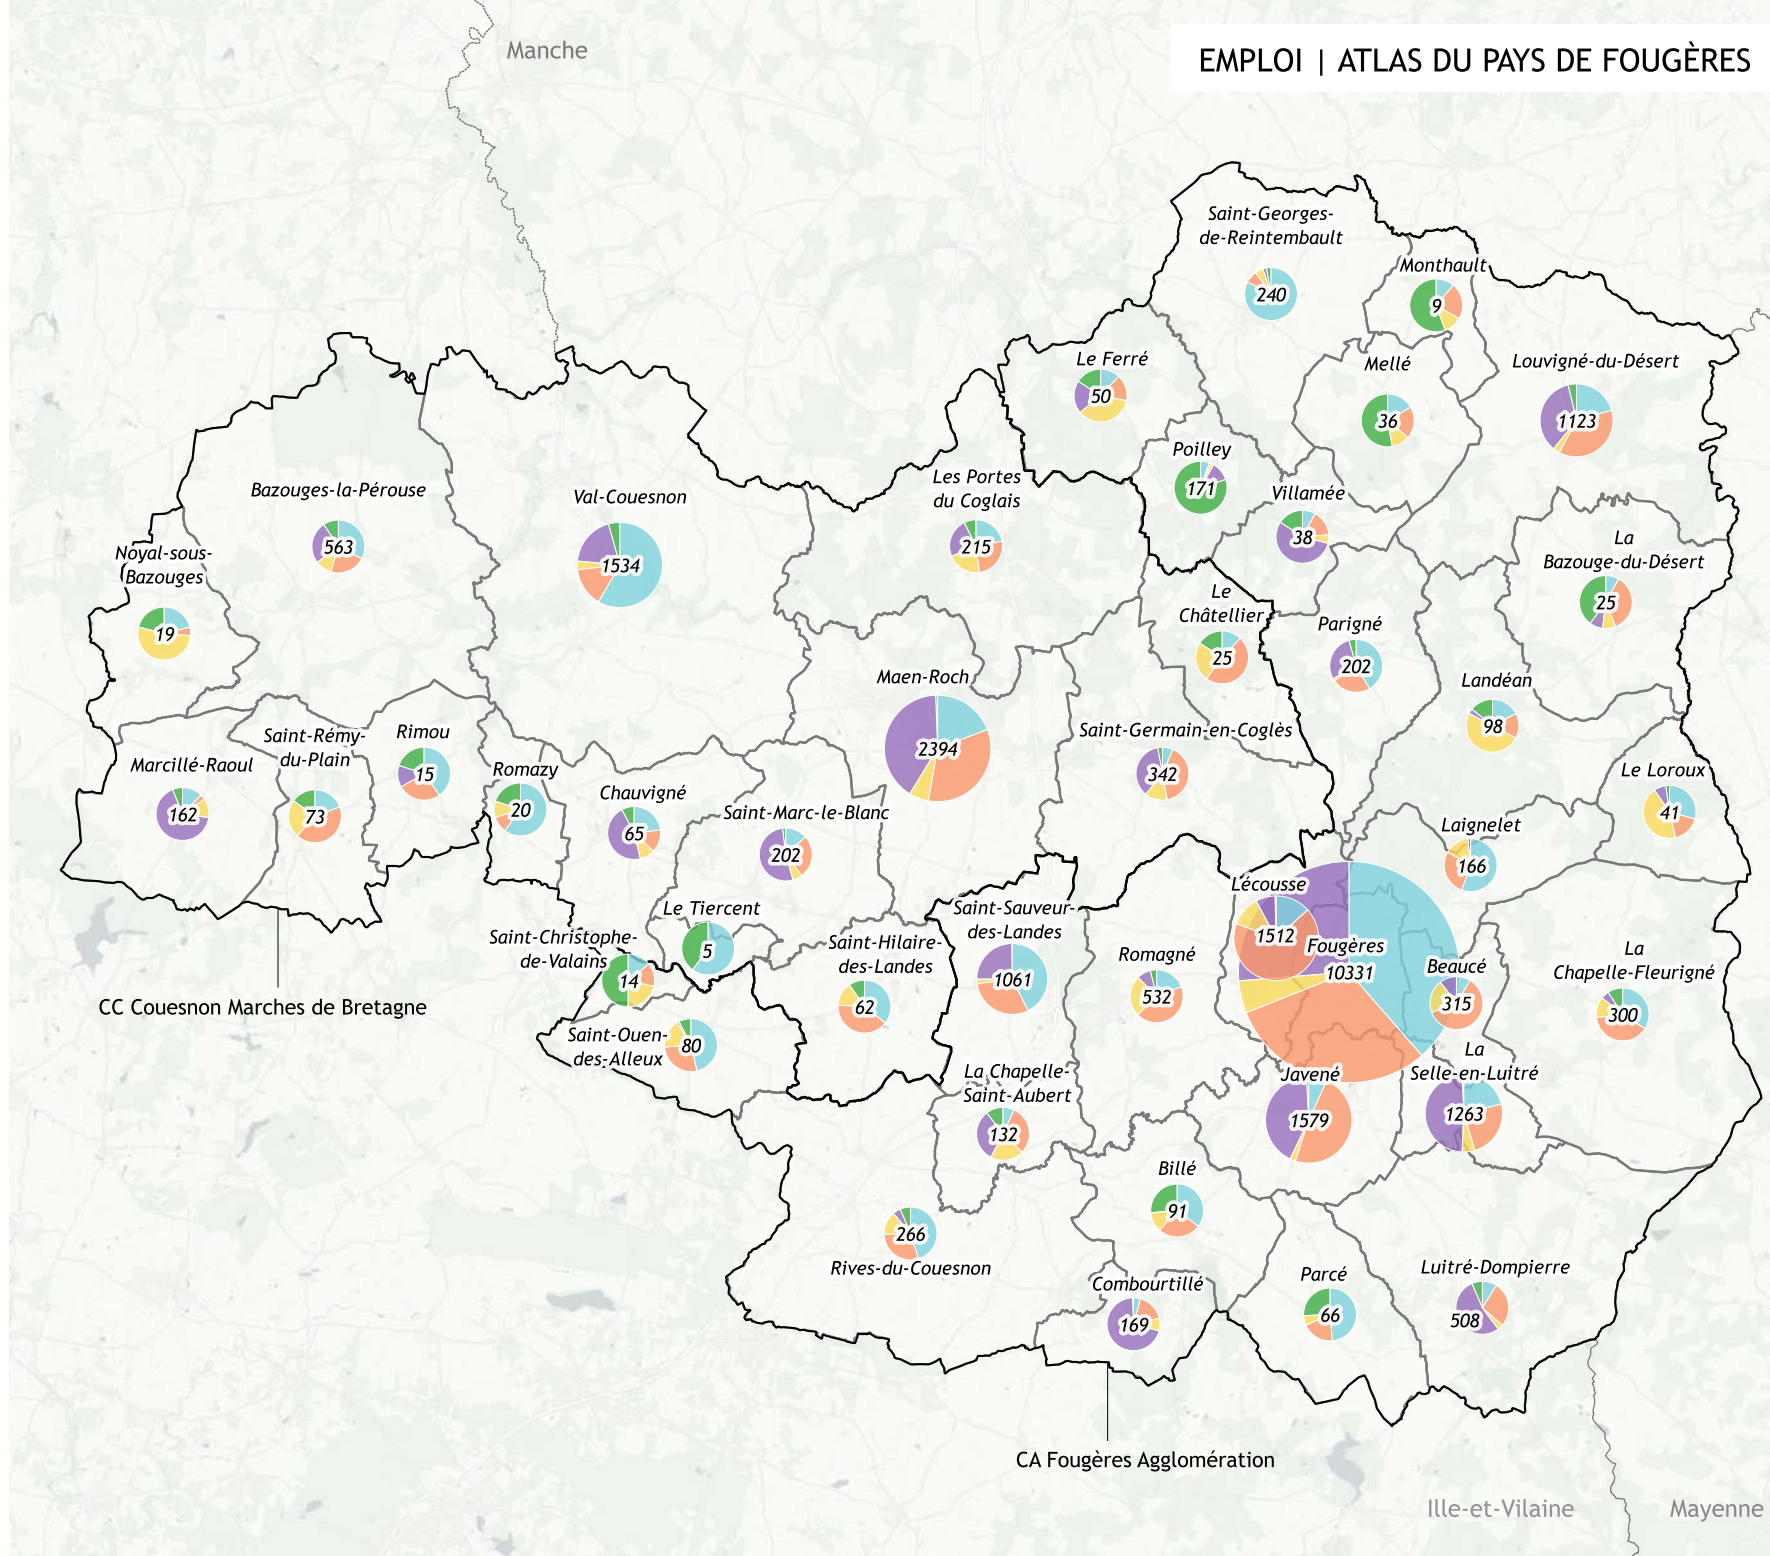 Manche
EMPLOI | ATLAS DU PAYS DE FOUGÈRES
Saint-Georges-
de-Reintembault
240
Monthault
9
Le Ferré
50
Mellé
36
Louvigné-du-Désert
1123
Poilley
171
Villamée
38
Bazouges-la-Pérouse
563
Val-Couesnon
1534
Les Portes
du Coglais
215
Noyal-sous-
Bazouges
19
La
Bazouge-du-Désert
25
Le
Châtellier
25
Parigné
202
Landéan
98
Maen-Roch
2394
Saint-Germain-en-Coglès
342
Marcillé-Raoul
162
Saint-Rémy-
du-Plain
73
Rimou
15
Romazy
20
Chauvigné
65
Saint-Marc-le-Blanc
202
Le Loroux
41
Laignelet
166
Lécousse
1512
Fougères
10331
Beaucé
315
La
Chapelle-Fleurigné
300
Le Tiercent
5
Saint-Christophe-
de-Valains
14
Saint-Hilaire-
des-Landes
62
Saint-Sauveur-
des-Landes
1061
Romagné
532
CC Couesnon Marches de Bretagne
Saint-Ouen-
des-Alleux
80
La Chapelle-
Saint-Aubert
132
Javené
1579
La
Selle-en-Luitré
1263
Billé
91
266
Rives-du-Couesnon
Combourtillé
169
Parcé
66
Luitré-Dompierre
508
CA Fougères Agglomération
Ille-et-Vilaine
Mayenne